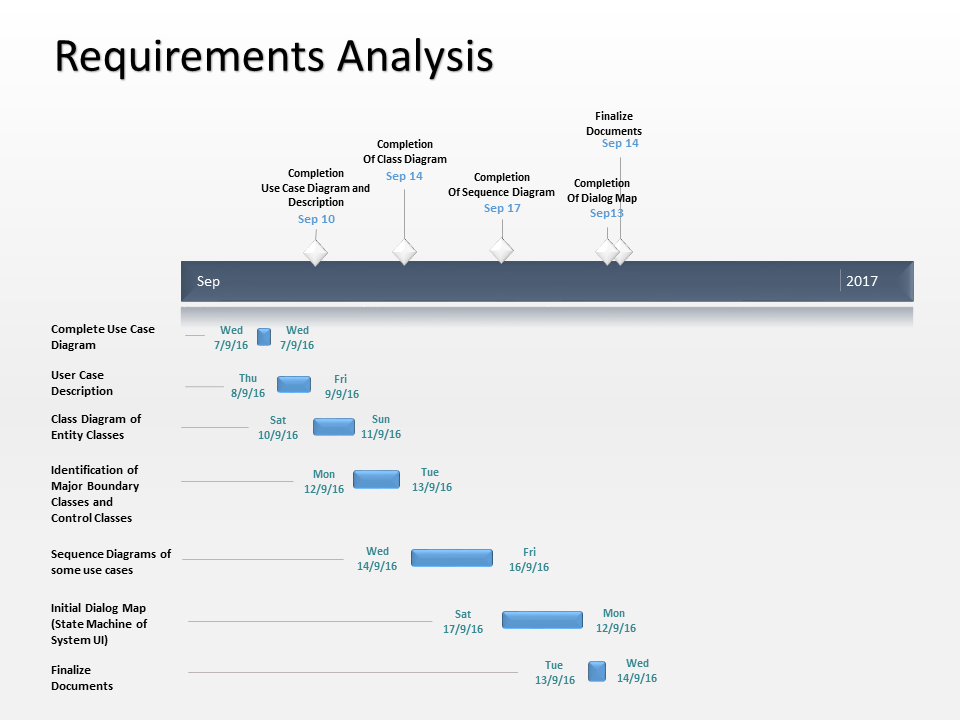 Requirements Analysis
Finalize
Documents
Sep 14
Completion
Of Class Diagram
Sep 14
Completion
Use Case Diagram and
Description
Sep 10
Completion
Of Sequence Diagram
Sep 17
Completion
Of Dialog Map
Sep13
Sep
2017
Complete Use Case
Diagram
Wed
7/9/16
Wed
7/9/16
User Case
Description
Thu
8/9/16
Fri
9/9/16
Class Diagram of
Entity Classes
Sat
10/9/16
Sun
11/9/16
Identification of
Major Boundary
Classes and
Control Classes
Mon
12/9/16
Tue
13/9/16
Sequence Diagrams of
some use cases
Wed
14/9/16
Fri
16/9/16
Initial Dialog Map
(State Machine of
System UI)
Sat
17/9/16
Mon
12/9/16
Finalize
Documents
Tue
13/9/16
Wed
14/9/16